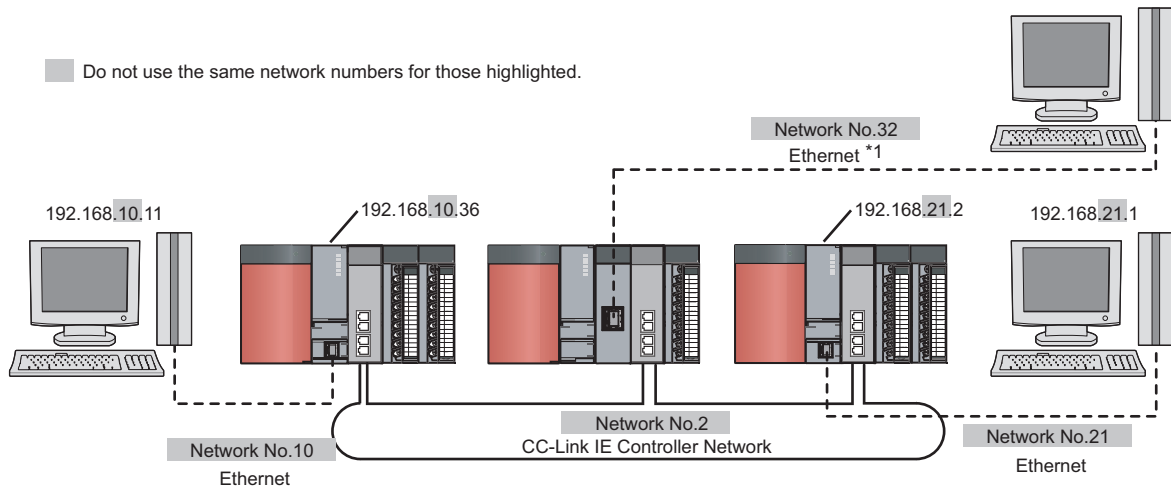 Do not use the same network numbers for those highlighted.
Network No.32
Ethernet *1
192.168.10.11
192.168.10.36
192.168.21.2
192.168.21.1
Network No.2
CC-Link IE Controller Network
Network No.10
Ethernet
Network No.21
Ethernet